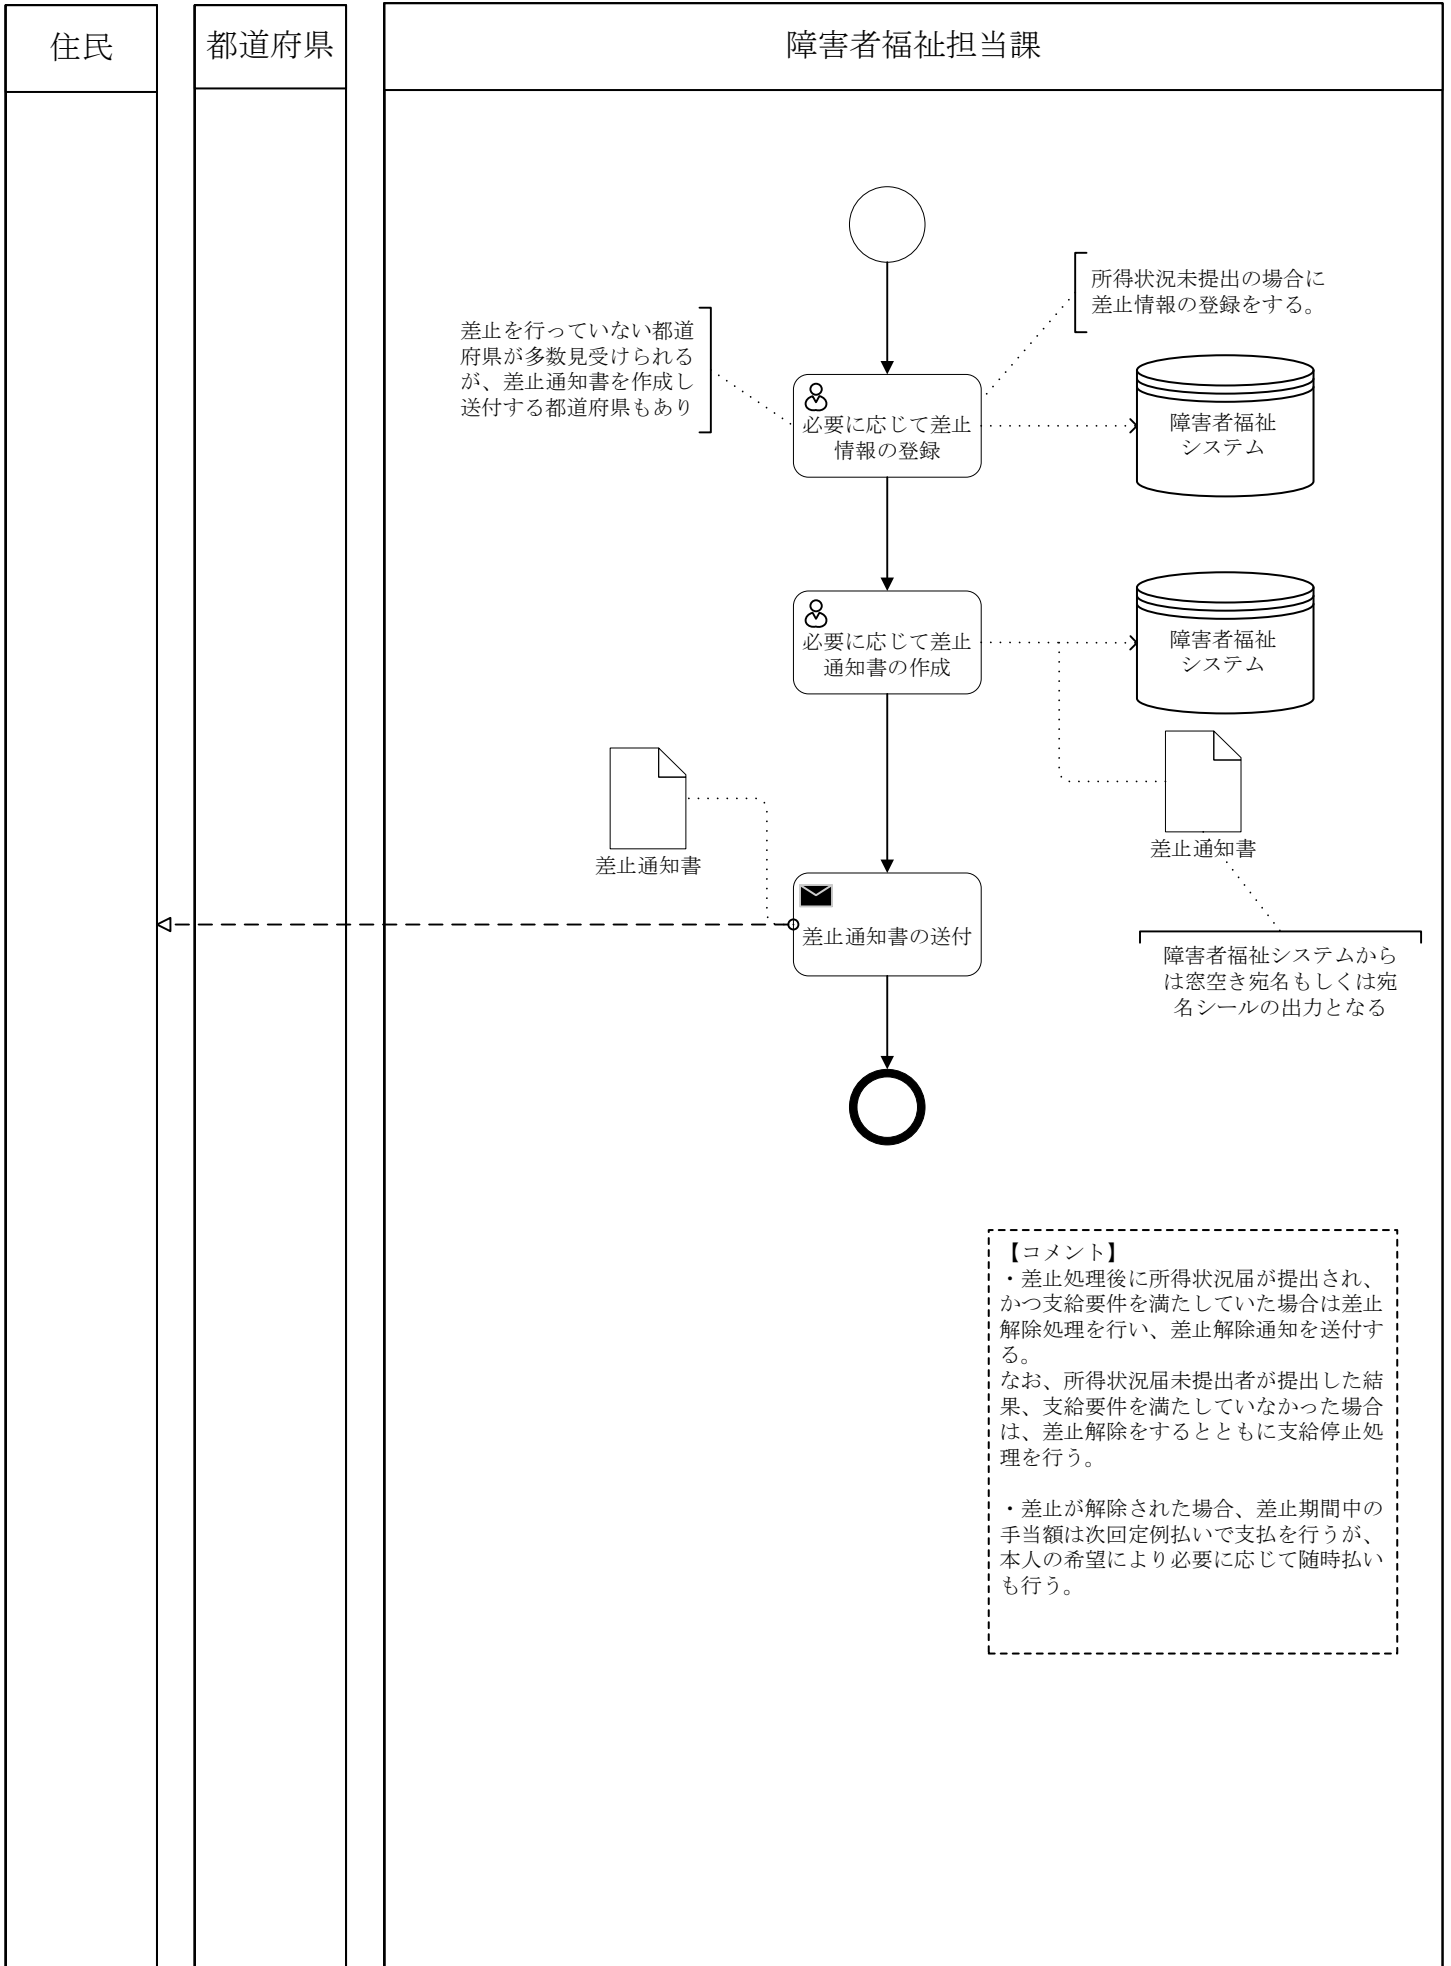 住民
都道府県
障害者福祉担当課
所得状況未提出の場合に
差止情報の登録をする。
差止を行っていない都道
府県が多数見受けられる
が、差止通知書を作成し
送付する都道府県もあり
必要に応じて差止
情報の登録
障害者福祉
システム
必要に応じて差止
通知書の作成
障害者福祉
システム
差止通知書
差止通知書
差止通知書の送付
障害者福祉システムから
は窓空き宛名もしくは宛
名シールの出力となる
【コメント】
・差止処理後に所得状況届が提出され、
かつ支給要件を満たしていた場合は差止
解除処理を行い、差止解除通知を送付す
る。
なお、所得状況届未提出者が提出した結
果、支給要件を満たしていなかった場合
は、差止解除をするとともに支給停止処
理を行う。
・差止が解除された場合、差止期間中の
手当額は次回定例払いで支払を行うが、
本人の希望により必要に応じて随時払い
も行う。